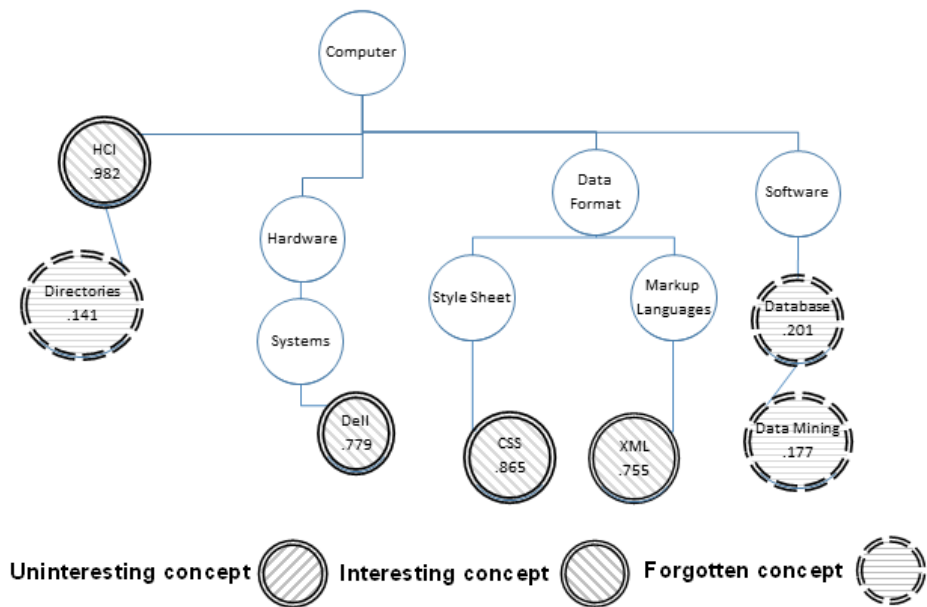 Computer
HCI
.982
Data
Format
Software
Hardware
Directories
.141
Style Sheet
Markup
Languages
Database
.201
Systems
Dell
.779
CSS
.865
XML
.755
Data Mining
.177
Uninteresting concept
Interesting concept
Forgotten concept